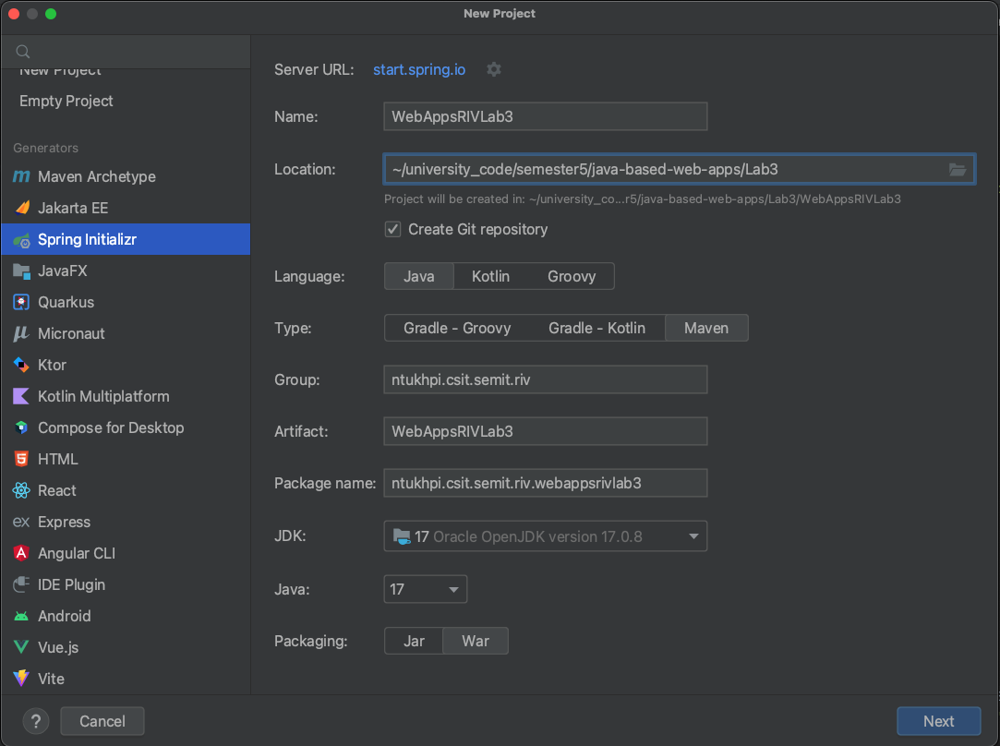 New Project
New Project
Empty Project
Generators
Maven Archetype
Jakarta EE
Spring Initializr
JavaFX
Quarkus
Micronaut
Ktor
Kotlin Multiplatform
Compose for Desktop
HTML
React
ex Express
Angular CLI
IDE Plugin
Android
Vue.js
Vite
Server URL: start.spring.io
Name: WebAppsRIVLab3
Location: ~/university_code/semester5/java-based-web-apps/Lab3
Project will be created in: ~/university_co...r5/java-based-web-apps/Lab3/WebAppsRIVLab3
Create Git repository
Language: Java Kotlin Groovy
Type: Gradle - Groovy Gradle - Kotlin Maven
Group: ntukhpi.csit.semit.riv
Artifact: WebAppsRIVLab3
Package name: ntukhpi.csit.semit.riv.webappsrivlab3
JDK: 17 Oracle OpenJDK version 17.0.8
Java: 17
Packaging: Jar War
? Cancel Next